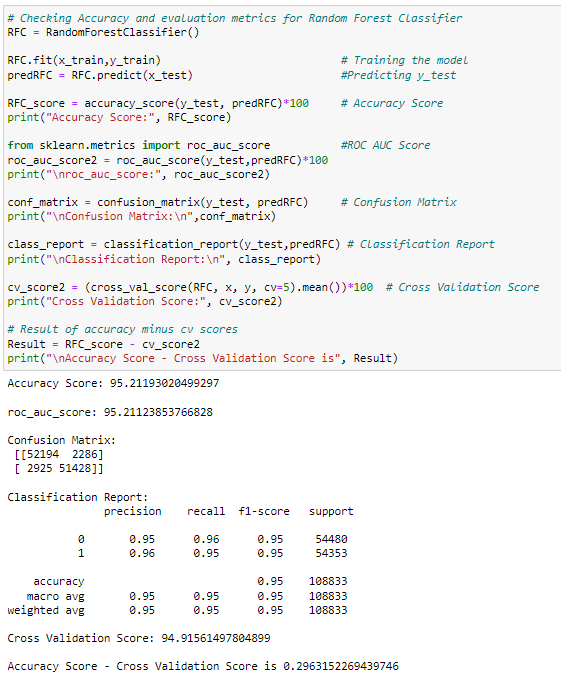 # Checking Accuracy and evaluation metrics for Random Forest Classifier
RFC = RandomForestClassifier()
RFC.fit(x_train,y_train) # Training the model
predRFC = RFC.predict(x_test) #Predicting y_test
RFC_score = accuracy_score(y_test, predRFC)*100 # Accuracy Score
print("Accuracy Score:", RFC_score)
from sklearn.metrics import roc_auc_score #ROC AUC Score
roc_auc_score2 = roc_auc_score(y_test,predRFC)*100
print("\nroc_auc_score:", roc_auc_score2)
conf_matrix = confusion_matrix(y_test, predRFC) # Confusion Matrix
print("\nConfusion Matrix:\n",conf_matrix)
class_report = classification_report(y_test,predRFC) # Classification Report
print("\nClassification Report:\n", class_report)
cv_score2 = (cross_val_score(RFC, x, y, cv=5).mean())*100 # Cross Validation Score
print("Cross Validation Score:", cv_score2)
# Result of accuracy minus cv scores
Result = RFC_score - cv_score2
print("\nAccuracy Score - Cross Validation Score is", Result)
Accuracy Score: 95.21193020499297
roc_auc_score: 95.21123853766828
Confusion Matrix:
[[52194 2286]
[ 2925 51428]]
Classification Report:
precision recall f1-score support
0 0.95 0.96 0.95 54480
1 0.96 0.95 0.95 54353
accuracy 0.95 108833
macro avg 0.95 0.95 0.95 108833
weighted avg 0.95 0.95 0.95 108833
Cross Validation Score: 94.91561497804899
Accuracy Score - Cross Validation Score is 0.2963152269439746